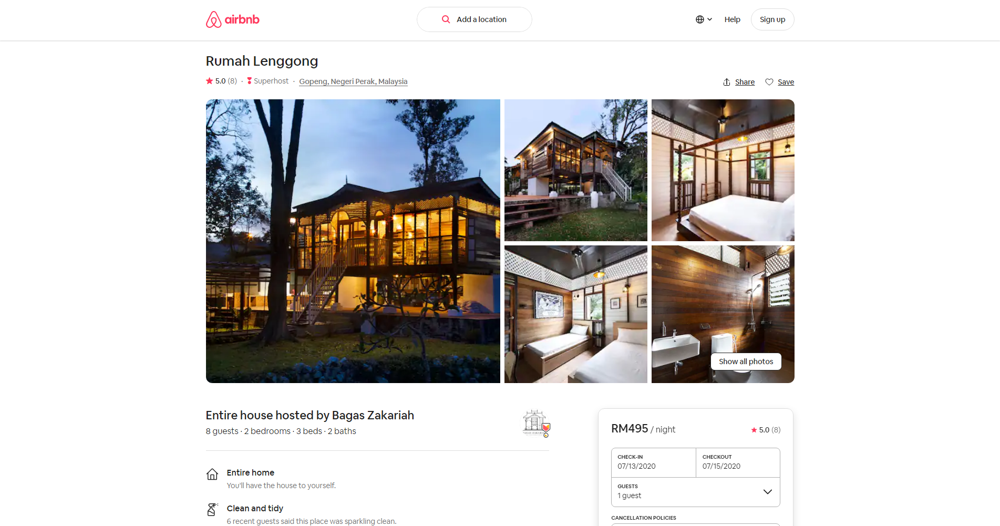 airbnb
Add a location
Help
Sign up
Rumah Lenggong
5.0 (8) · Superhost · Gopeng, Negeri Perak, Malaysia
Share
Save
Show all photos
Entire house hosted by Bagas Zakariah
8 guests · 2 bedrooms · 3 beds · 2 baths
Entire home
You'll have the house to yourself.
Clean and tidy
6 recent guests said this place was sparkling clean.
RM495 / night
5.0 (8)
CHECK-IN
07/13/2020
CHECKOUT
07/15/2020
GUESTS
1 guest
CANCELLATION POLICIES